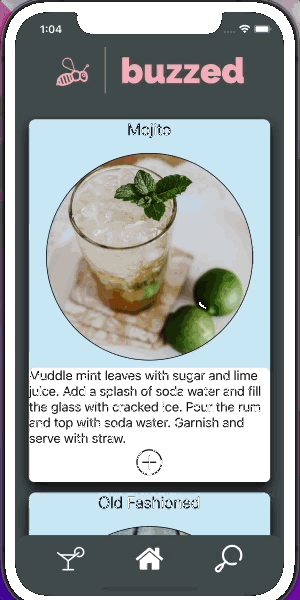 1:04
buzzed
Mojito
Muddle mint leaves with sugar and lime
juice. Add a splash of soda water and fill
the glass with cracked ice. Pour the rum
and top with soda water. Garnish and
serve with straw.
Old Fashioned